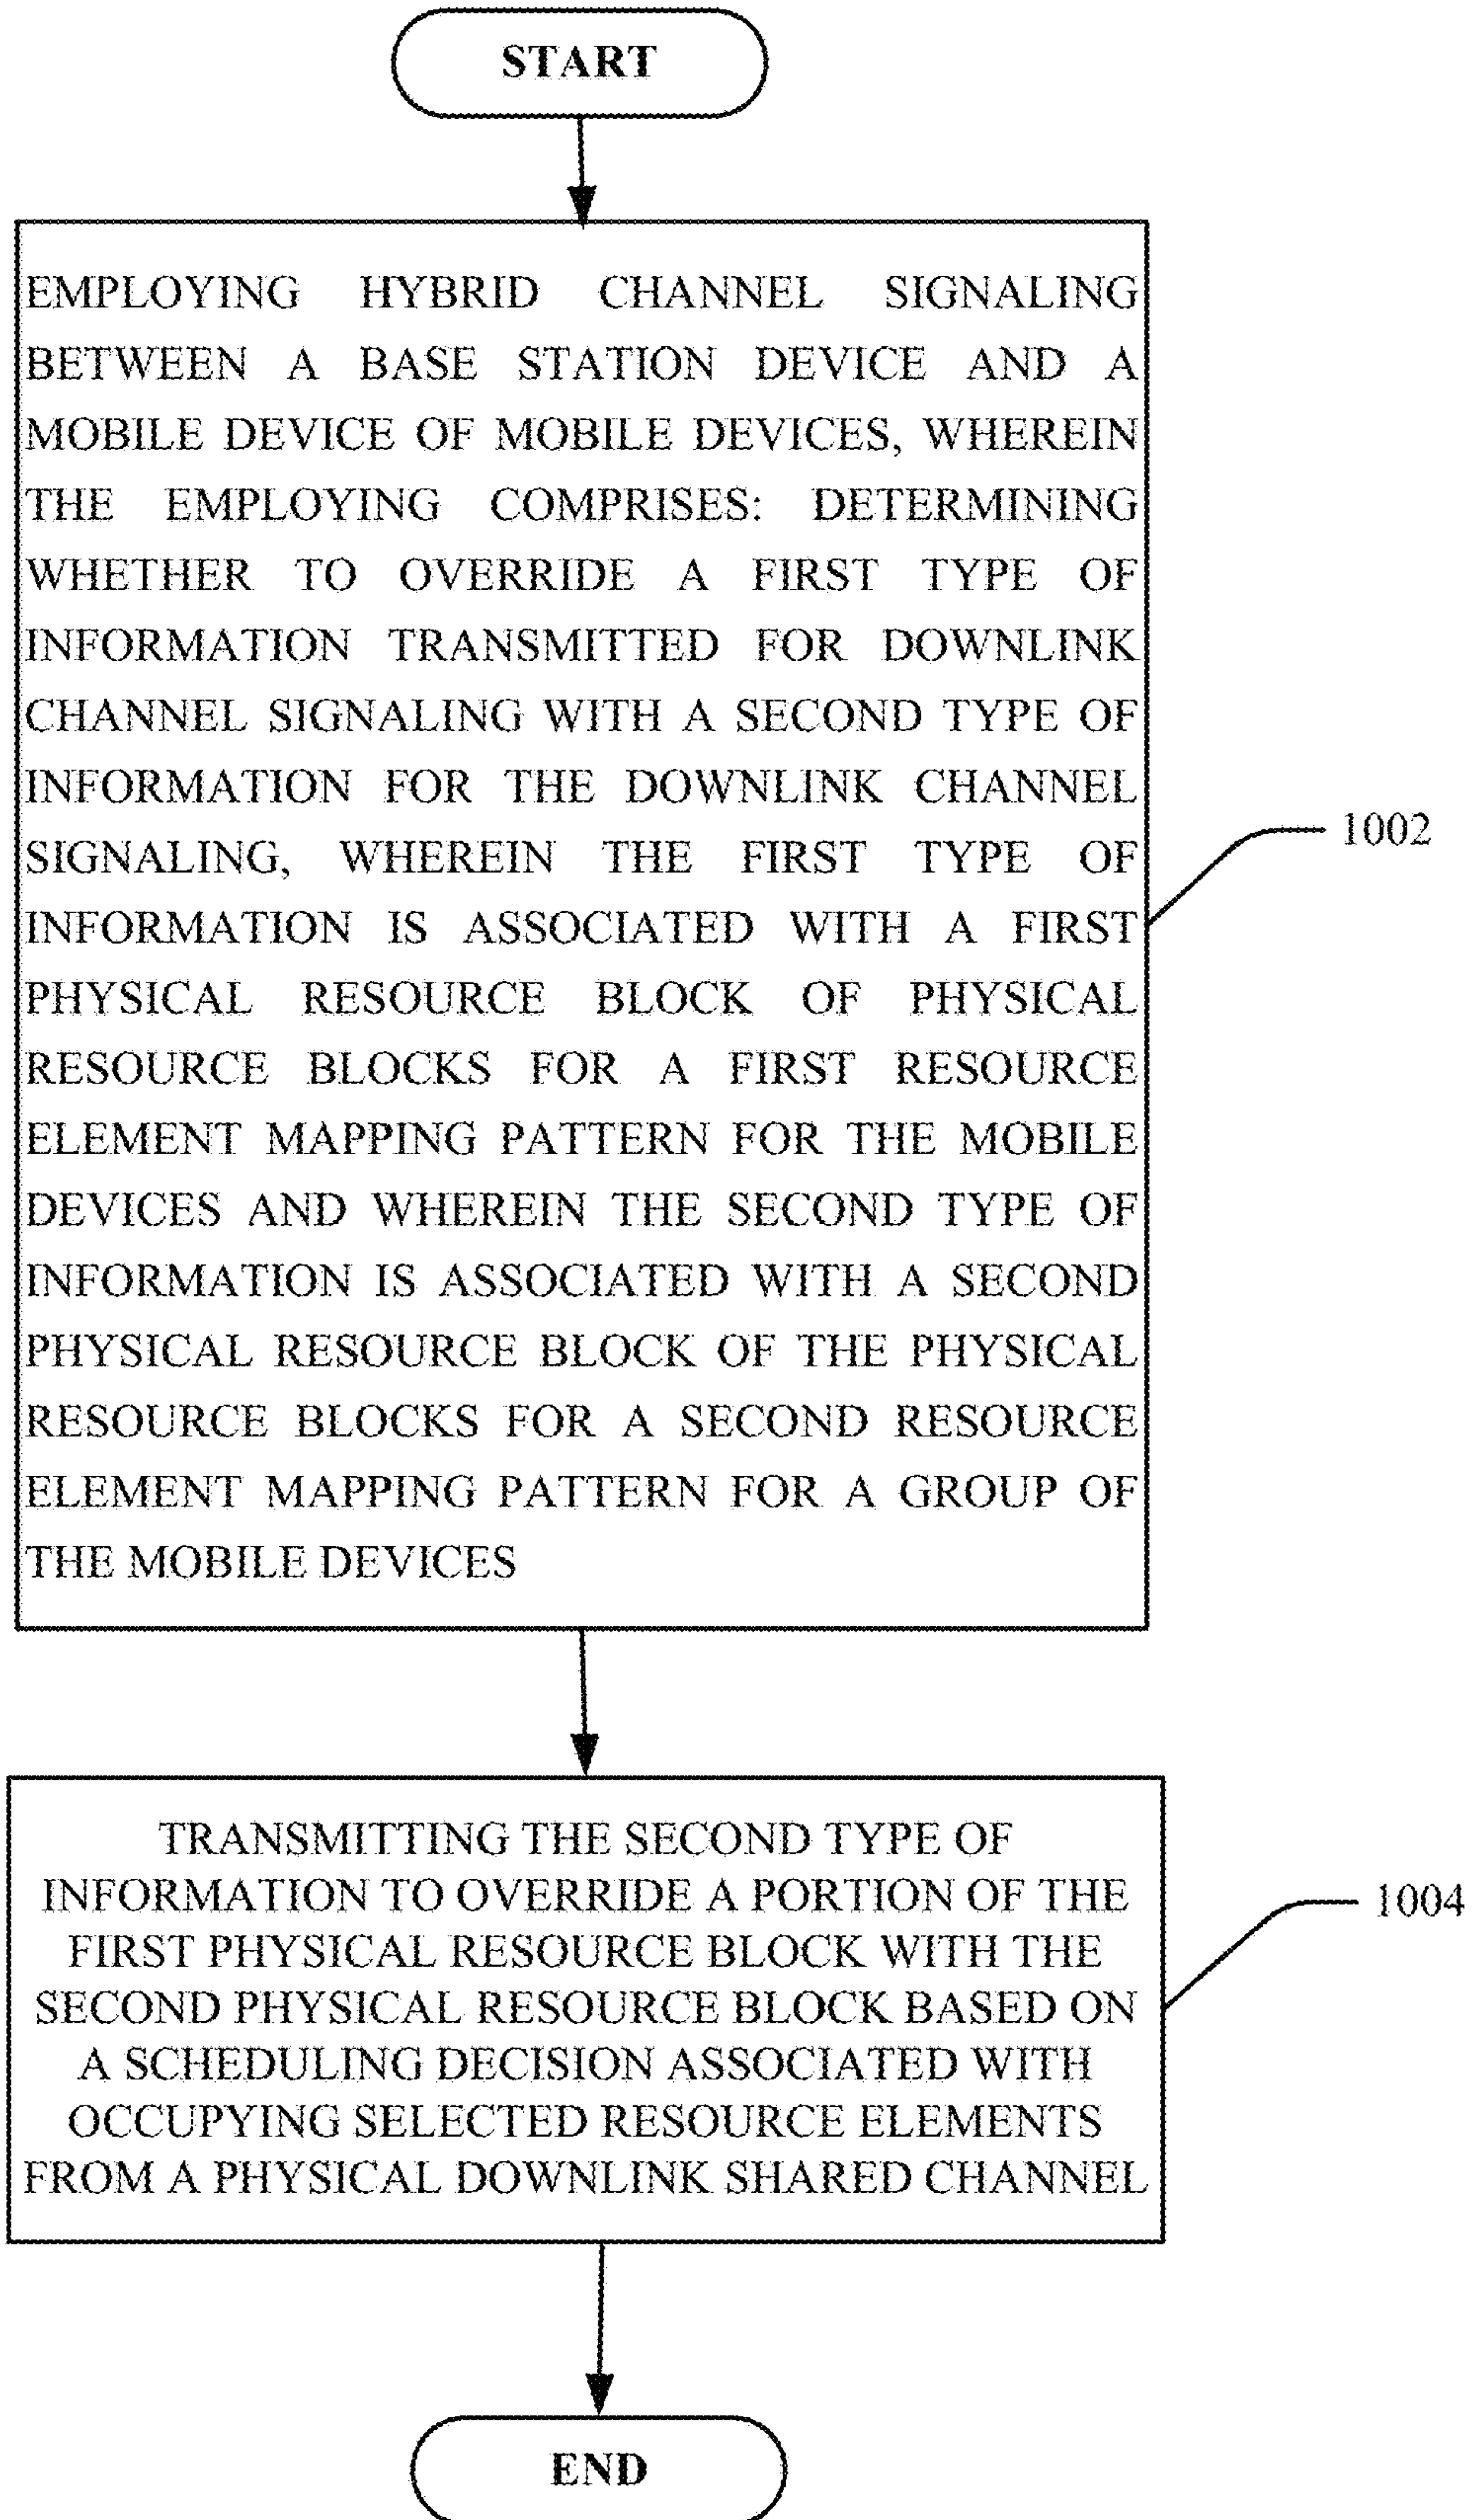 START
EMPLOYING HYBRID CHANNEL SIGNALING
BETWEEN A BASE STATION DEVICE AND A
MOBILE DEVICE OF MOBILE DEVICES, WHEREIN
THE EMPLOYING COMPRISES: DETERMINING
WHETHER TO OVERRIDE A FIRST TYPE OF
INFORMATION TRANSMITTED FOR DOWNLINK
CHANNEL SIGNALING WITH A SECOND TYPE OF
INFORMATION FOR THE DOWNLINK CHANNEL
SIGNALING, WHEREIN THE FIRST TYPE OF
INFORMATION IS ASSOCIATED WITH A FIRST
PHYSICAL RESOURCE BLOCK OF PHYSICAL
RESOURCE BLOCKS FOR A FIRST RESOURCE
ELEMENT MAPPING PATTERN FOR THE MOBILE
DEVICES AND WHEREIN THE SECOND TYPE OF
INFORMATION IS ASSOCIATED WITH A SECOND
PHYSICAL RESOURCE BLOCK OF THE PHYSICAL
RESOURCE BLOCKS FOR A SECOND RESOURCE
ELEMENT MAPPING PATTERN FOR A GROUP OF
THE MOBILE DEVICES
1002
TRANSMITTING THE SECOND TYPE OF
INFORMATION TO OVERRIDE A PORTION OF THE
FIRST PHYSICAL RESOURCE BLOCK WITH THE
SECOND PHYSICAL RESOURCE BLOCK BASED ON
A SCHEDULING DECISION ASSOCIATED WITH
OCCUPYING SELECTED RESOURCE ELEMENTS
FROM A PHYSICAL DOWNLINK SHARED CHANNEL
1004
END